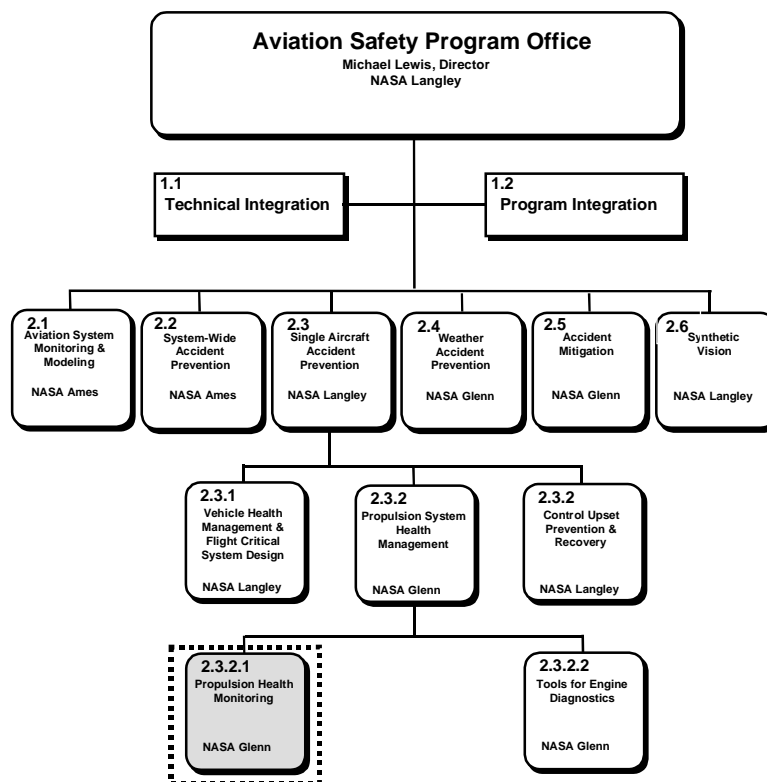 Aviation Safety Program Office
Michael Lewis, Director
NASA Langley
1.1
Technical Integration
1.2
Program Integration
2.1
Aviation System
Monitoring &
Modeling
NASA Ames
2.2
System-Wide
Accident
Prevention
NASA Ames
2.3
Single Aircraft
Accident
Prevention
NASA Langley
2.4
Weather
Accident
Prevention
NASA Glenn
2.5
Accident
Mitigation
NASA Glenn
2.6
Synthetic
Vision
NASA Langley
2.3.1
Vehicle Health
Management &
Flight Critical
System Design
NASA Langley
2.3.2
Propulsion System
Health
Management
NASA Glenn
2.3.2
Control Upset
Prevention &
Recovery
NASA Langley
2.3.2.1
Propulsion Health
Monitoring
NASA Glenn
2.3.2.2
Tools for Engine
Diagnostics
NASA Glenn